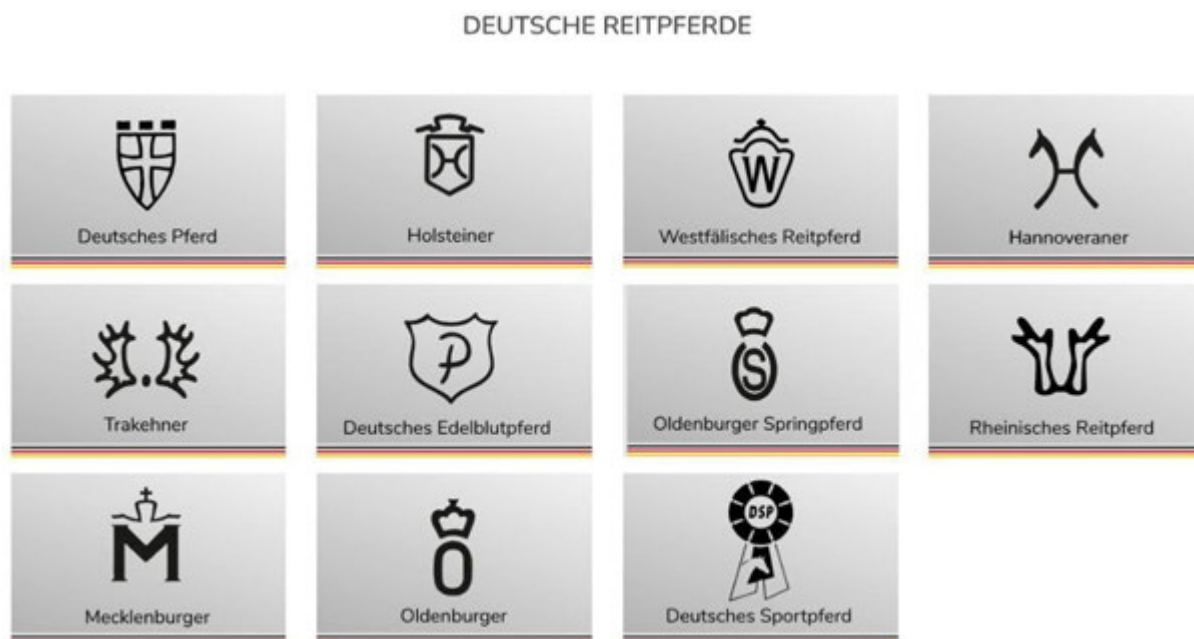 DEUTSCHE REITPFERDE
H
W
H
Deutsches Pferd
Holsteiner
Westfälisches Reitpferd
Hannoveraner
P
S
Trakehner
Deutsches Edelblutpferd
Oldenburger Springpferd
Rheinisches Reitpferd
M
O
DSP
Mecklenburger
Oldenburger
Deutsches Sportpferd